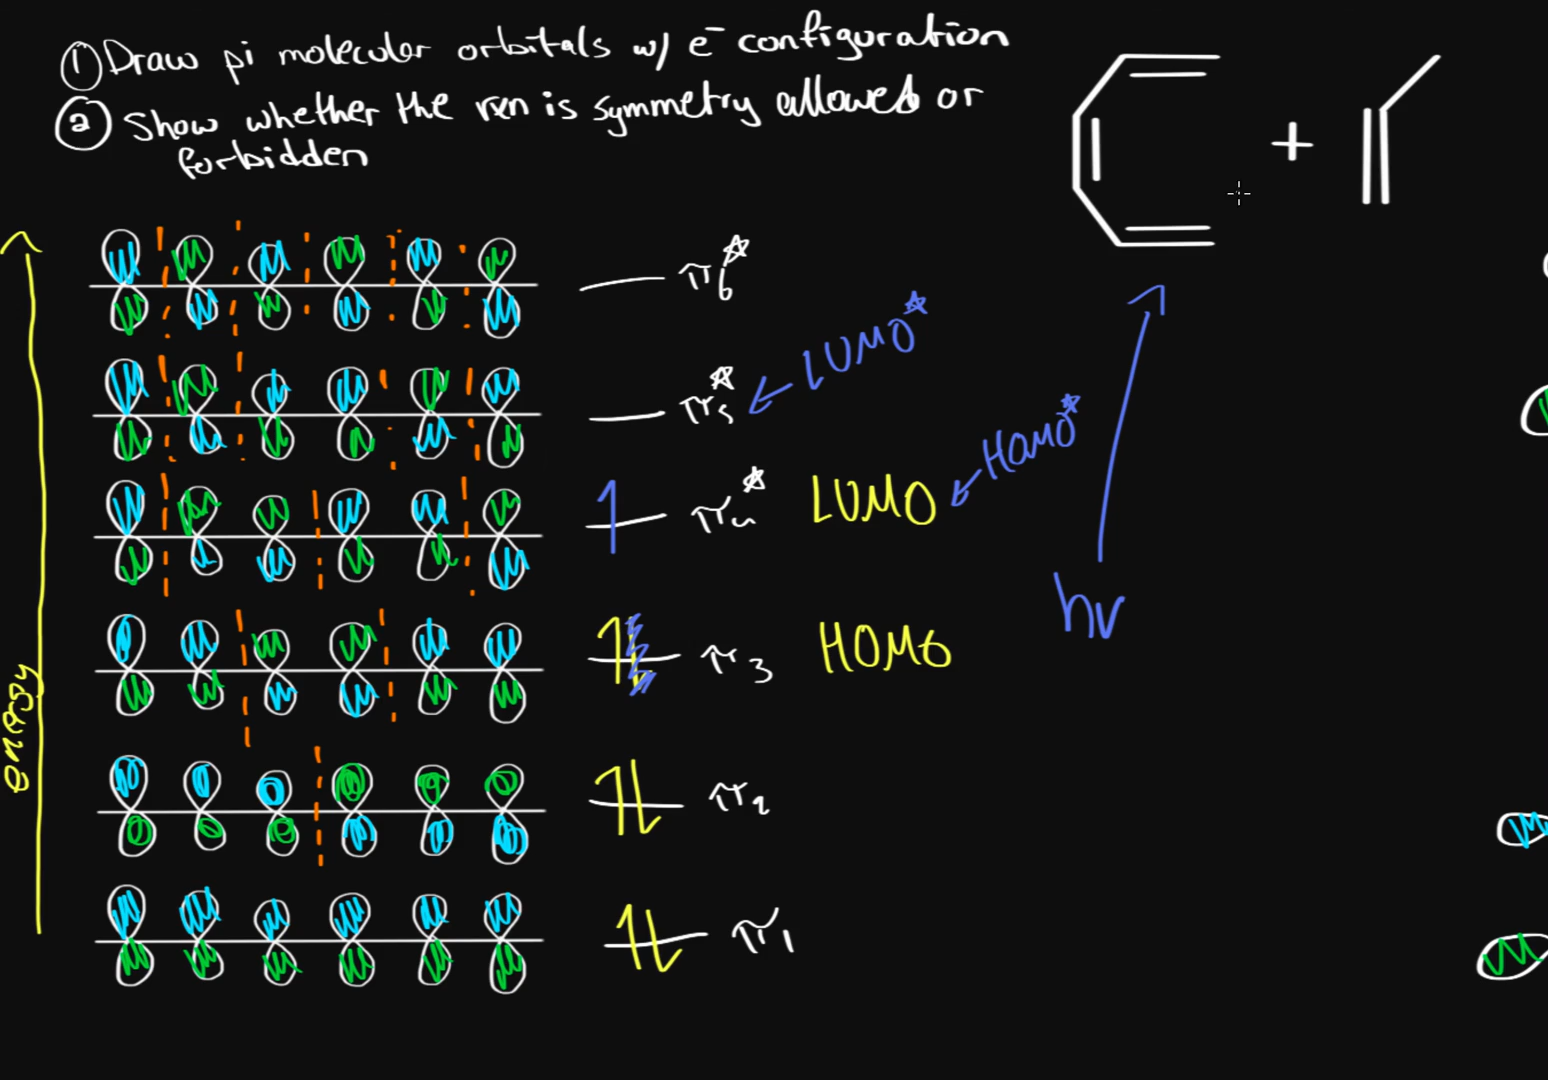 ① Draw pi molecular orbitals w/ e⁻ configuration
② Show whether the rxn is symmetry allowed or
forbidden
+
π6*
LUMO*
π5*
HOMO*
π4* LUMO
hν
π3 HOMO
energy
π2
π1